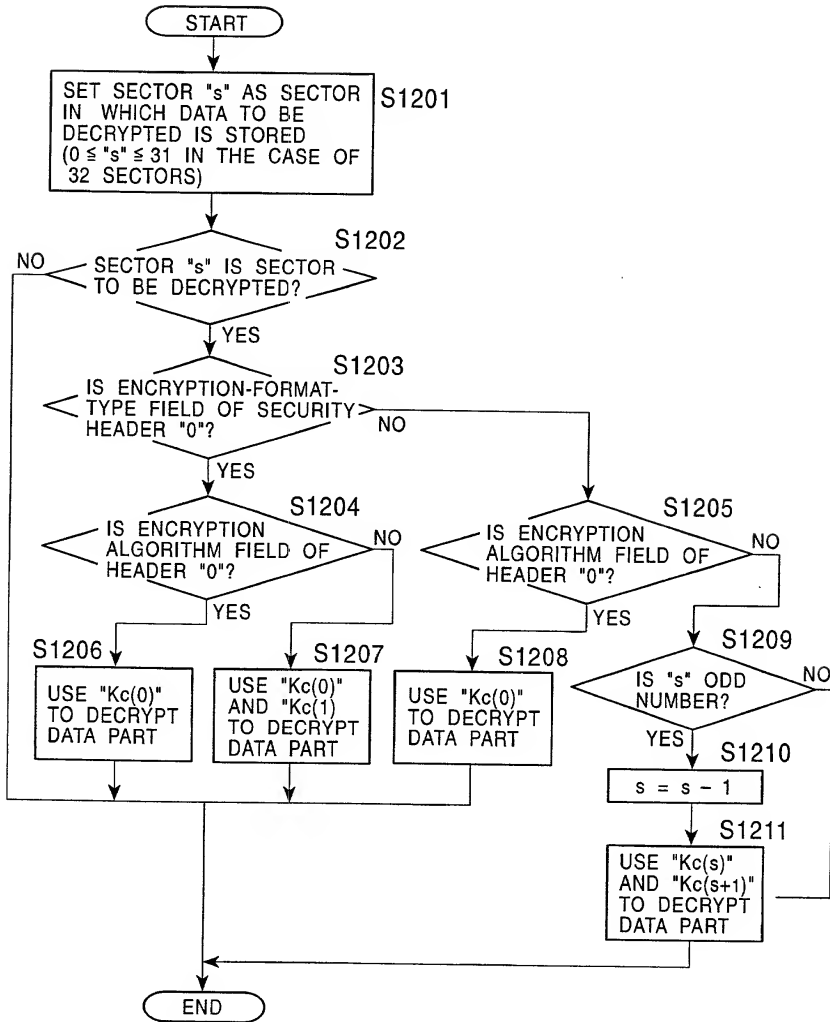 START
SET SECTOR "s" AS SECTOR
IN WHICH DATA TO BE
DECRYPTED IS STORED
(0 ≦ "s" ≦ 31 IN THE CASE OF
32 SECTORS)
S1201
S1202
NO
SECTOR "s" IS SECTOR
TO BE DECRYPTED?
YES
S1203
IS ENCRYPTION-FORMAT-
TYPE FIELD OF SECURITY
HEADER "0"?
NO
YES
S1204
IS ENCRYPTION
ALGORITHM FIELD OF
HEADER "0"?
NO
YES
S1205
IS ENCRYPTION
ALGORITHM FIELD OF
HEADER "0"?
NO
YES
S1206
USE "Kc(0)"
TO DECRYPT
DATA PART
S1207
USE "Kc(0)"
AND "Kc(1)
TO DECRYPT
DATA PART
S1208
USE "Kc(0)"
TO DECRYPT
DATA PART
S1209
IS "s" ODD
NUMBER?
NO
YES
S1210
s = s - 1
S1211
USE "Kc(s)"
AND "Kc(s+1)"
TO DECRYPT
DATA PART
END